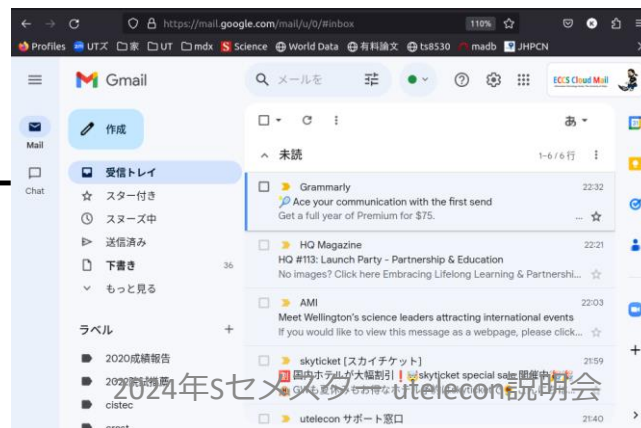 https://mail.google.com/mail/u/0/#inbox 110%
Profiles UTズ 家 UT mdx S Science World Data 有料論文 ts8530 madb JHPCN
Gmail メールを ECCS Cloud Mail
Mail
Chat
作成
受信トレイ
スター付き
スヌーズ中
送信済み
下書き 36
もっと見る
ラベル +
2020成績報告
cistec
crest
あ
未読 1–6 / 6 行
Grammarly 22:32
Ace your communication with the first send
Get a full year of Premium for $75. ...
HQ Magazine 22:21
HQ #113: Launch Party - Partnership & Education
No images? Click here Embracing Lifelong Learning & Partnershi...
AMI 22:03
Meet Wellington's science leaders attracting international events
If you would like to view this message as a webpage, please click...
skyticket [スカイチケット] 21:59
国内ホテルが大幅割引❗skyticket special sale 開催中
2024年Sセメスター utelecon説明会
utelecon サポート窓口 21:40